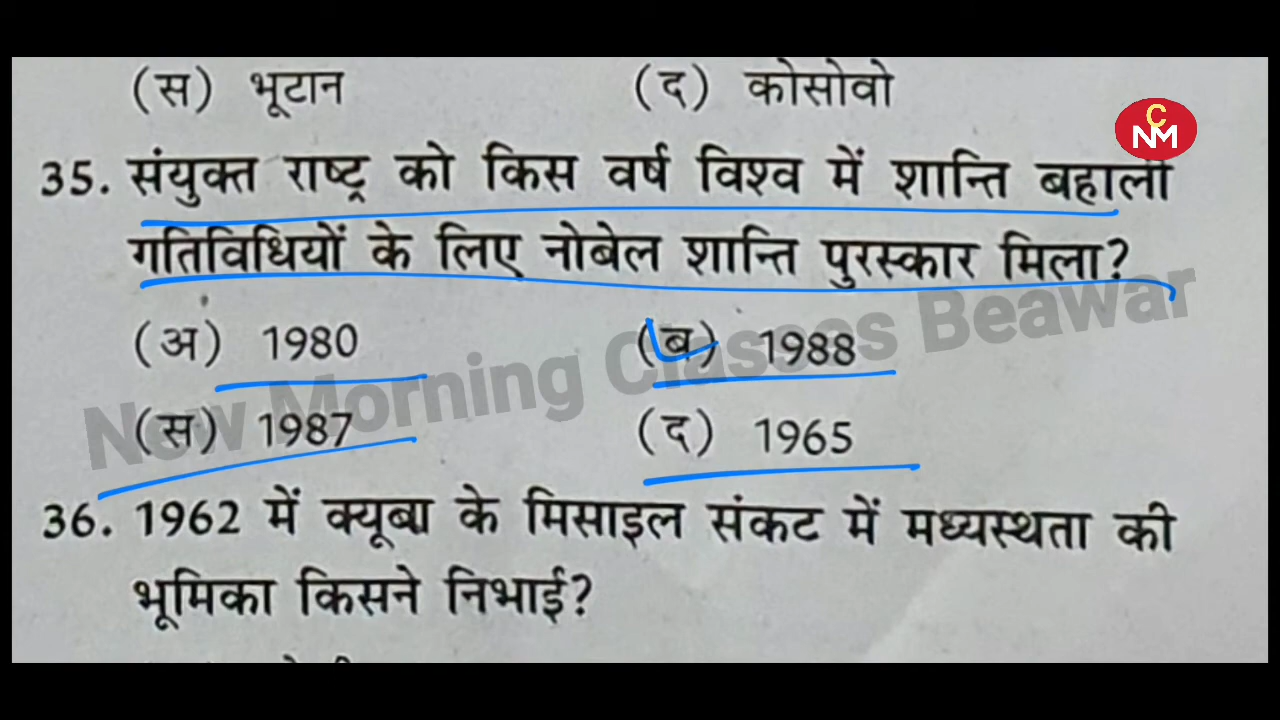 (स) भूटान (द) कोसोवो
C
NM
35. संयुक्त राष्ट्र को किस वर्ष विश्व में शान्ति बहाली
गतिविधियों के लिए नोबेल शान्ति पुरस्कार मिला?
(अ) 1980 (ब) 1988
New Morning Classes Beawar
(स) 1987 (द) 1965
36. 1962 में क्यूबा के मिसाइल संकट में मध्यस्थता की
भूमिका किसने निभाई?